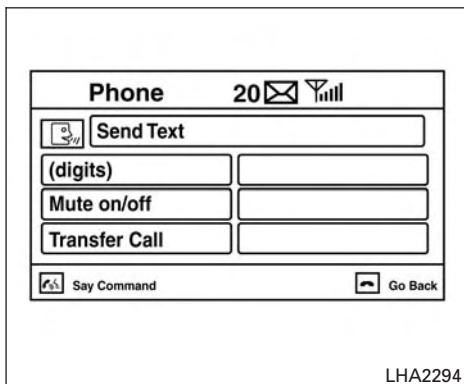 Phone 20
Send Text
(digits)
Mute on/off
Transfer Call
Say Command Go Back
LHA2294